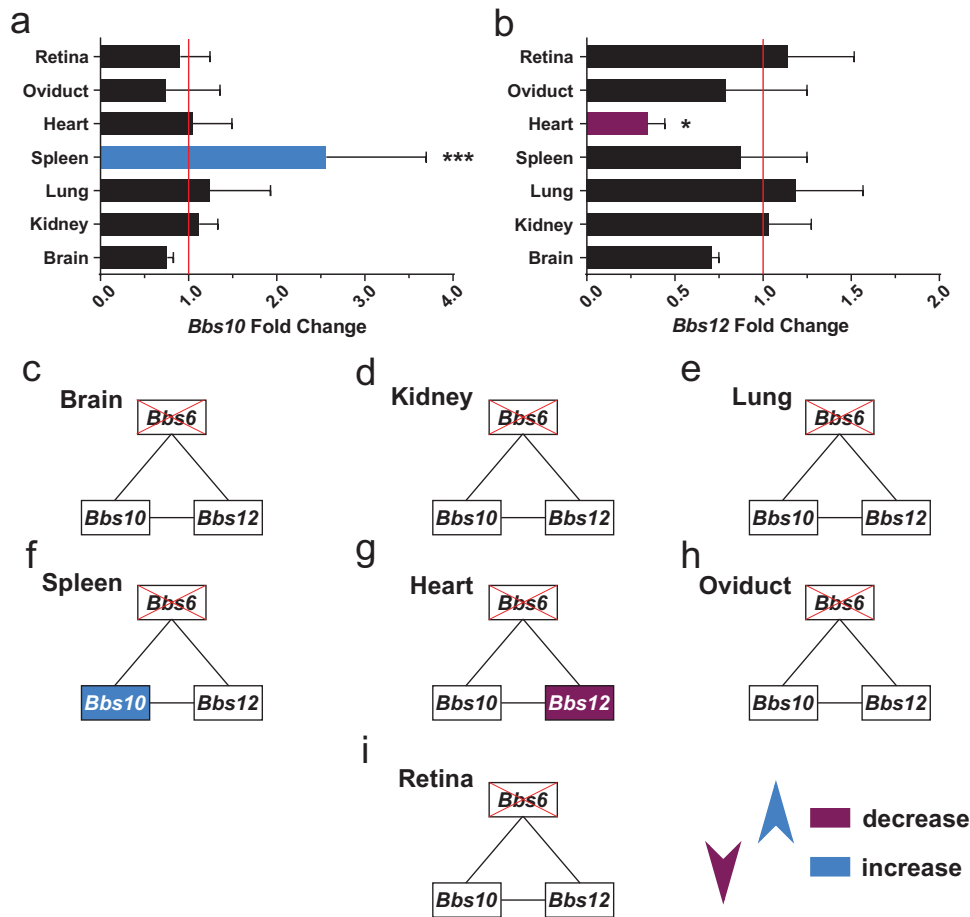 a
Retina
Oviduct
Heart
Spleen
***
Lung
Kidney
Brain
0.0 1.0 2.0 3.0 4.0
Bbs10 Fold Change
b
Retina
Oviduct
Heart
*
Spleen
Lung
Kidney
Brain
0.0 0.5 1.0 1.5 2.0
Bbs12 Fold Change
c
Brain
Bbs6
Bbs10 Bbs12
d
Kidney
Bbs6
Bbs10 Bbs12
e
Lung
Bbs6
Bbs10 Bbs12
f
Spleen
Bbs6
Bbs10 Bbs12
g
Heart
Bbs6
Bbs10 Bbs12
h
Oviduct
Bbs6
Bbs10 Bbs12
i
Retina
Bbs6
Bbs10 Bbs12
decrease
increase